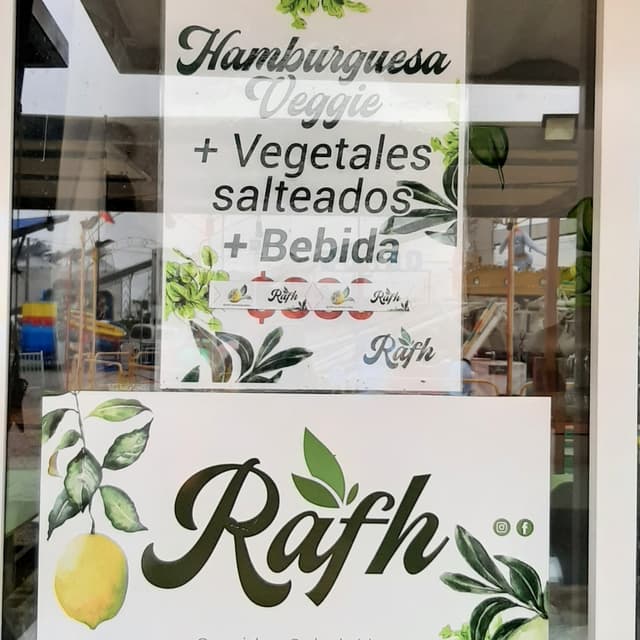 Hamburguesa
Veggie
+ Vegetales
salteados
+ Bebida
Rafh Rafh
Rafh
Rafh